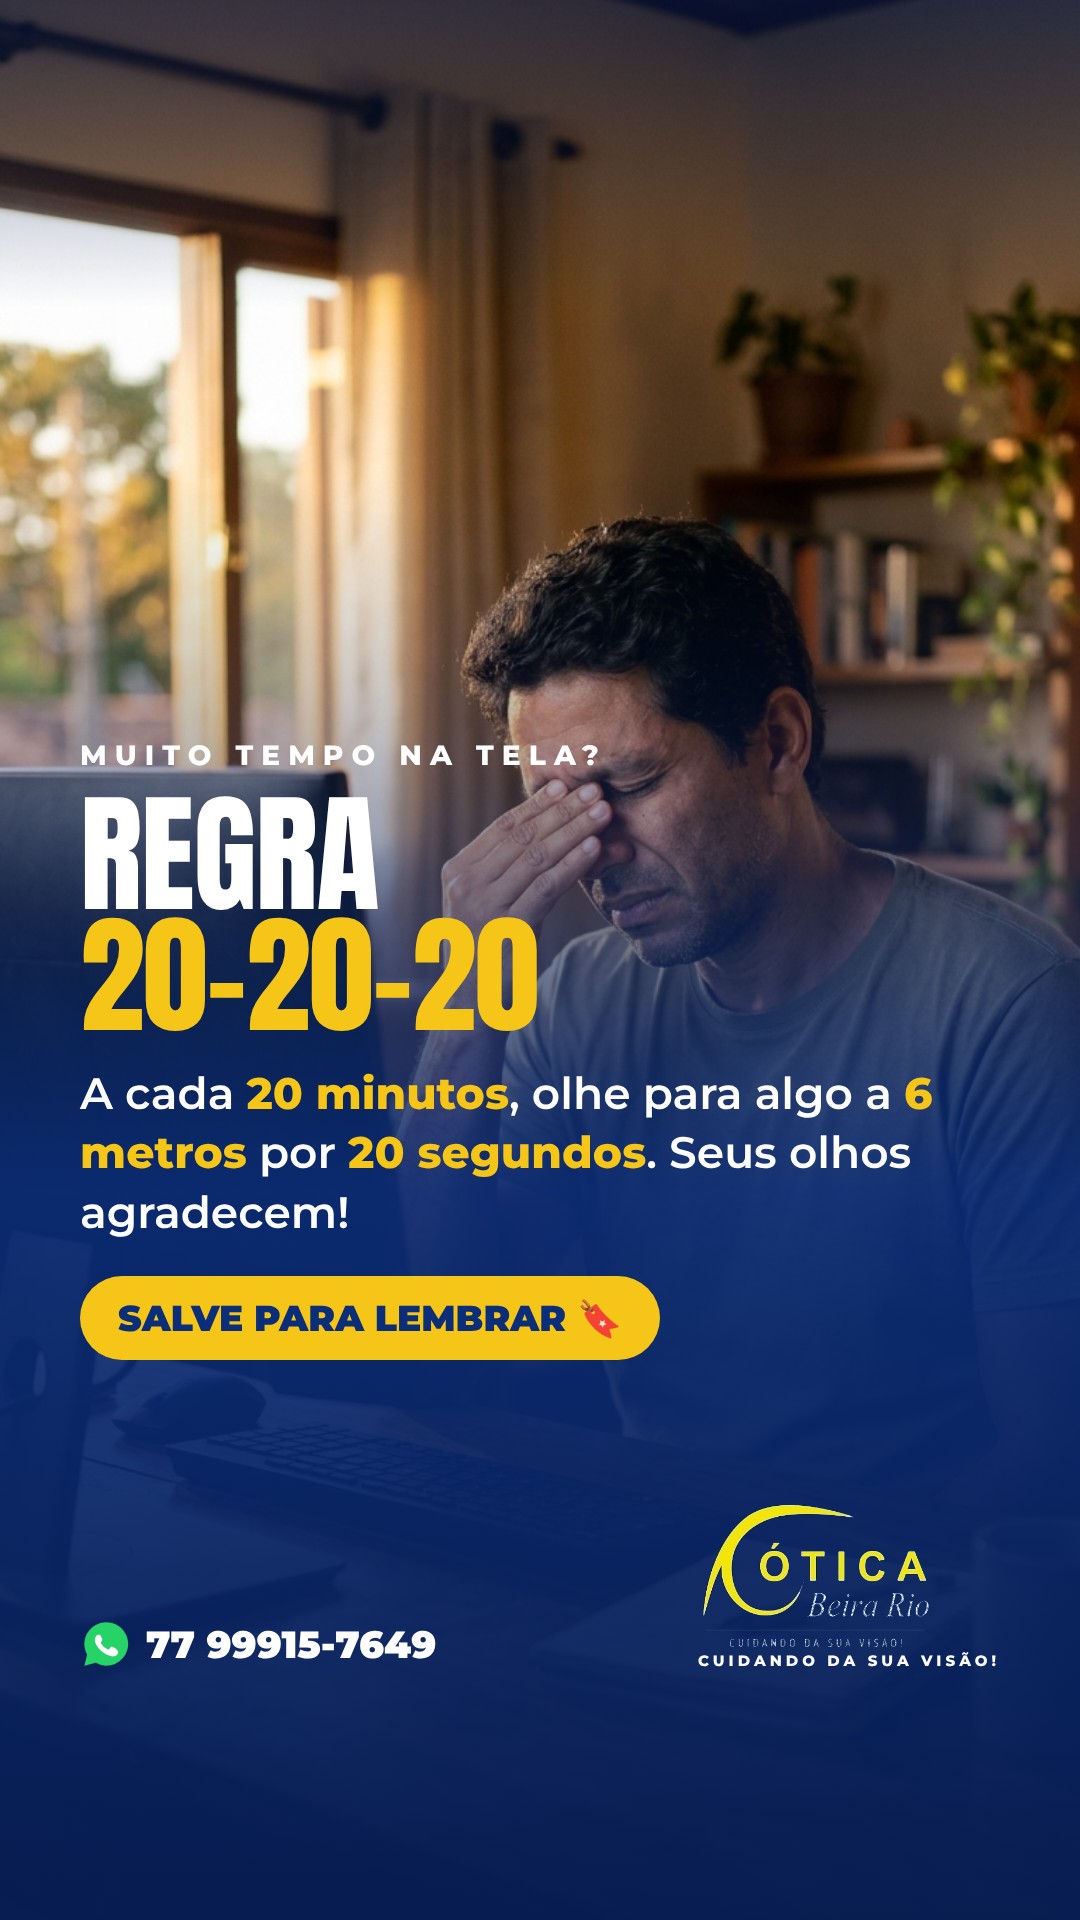 MUITO TEMPO NA TELA?
REGRA
20-20-20
A cada 20 minutos, olhe para algo a 6
metros por 20 segundos. Seus olhos
agradecem!
SALVE PARA LEMBRAR 🔖
ÓTICA
Beira Rio
CUIDANDO DA SUA VISÃO!
CUIDANDO DA SUA VISÃO!
77 99915-7649